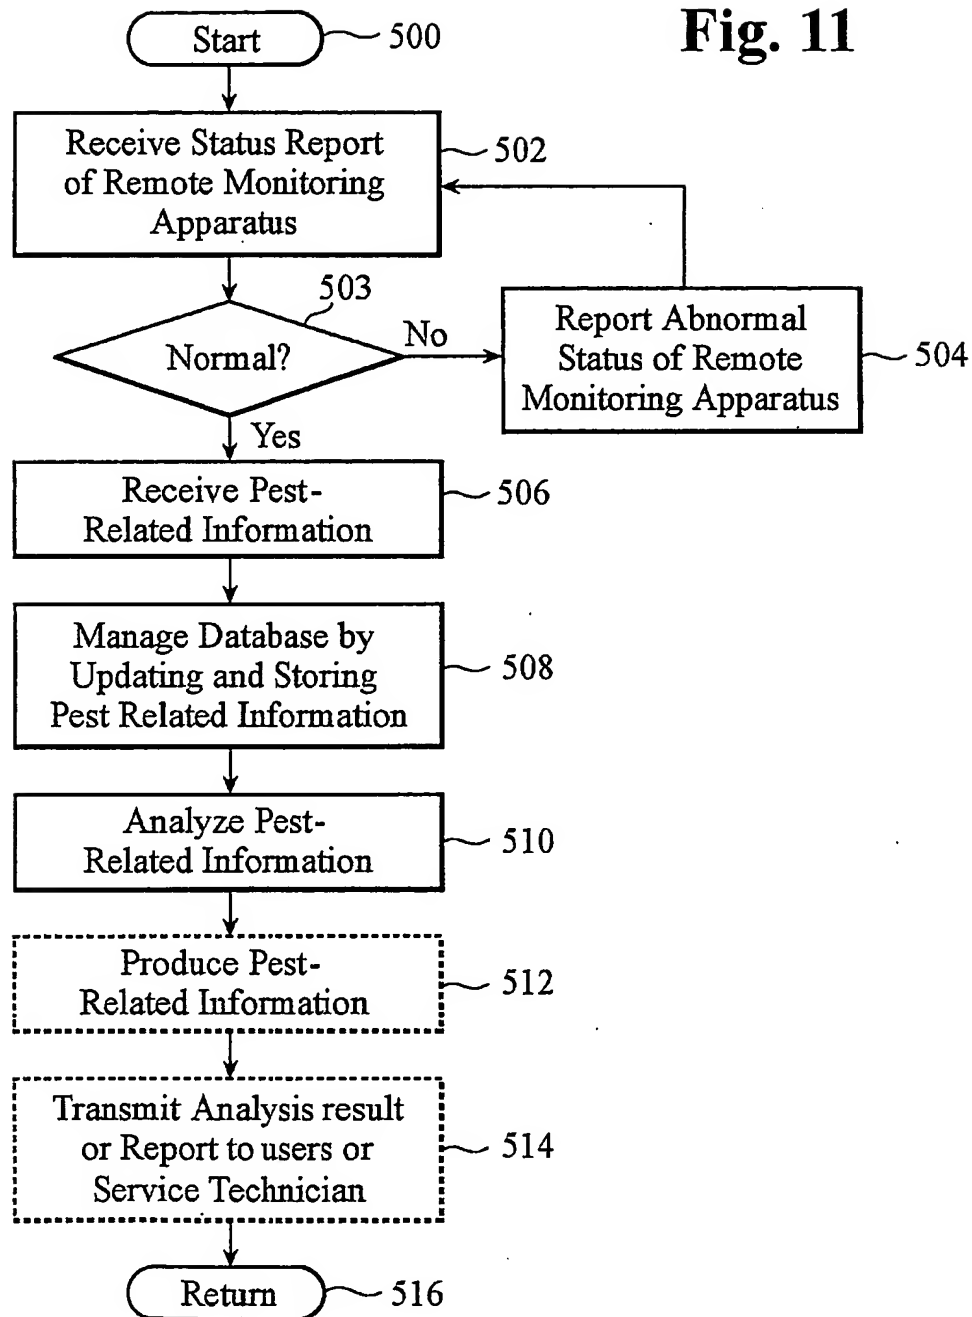 Fig. 11
Start
500
Receive Status Report
of Remote Monitoring
Apparatus
502
503
Normal?
No
Report Abnormal
Status of Remote
Monitoring Apparatus
504
Yes
Receive Pest-
Related Information
506
Manage Database by
Updating and Storing
Pest Related Information
508
Analyze Pest-
Related Information
510
Produce Pest-
Related Information
512
Transmit Analysis result
or Report to users or
Service Technician
514
Return
516